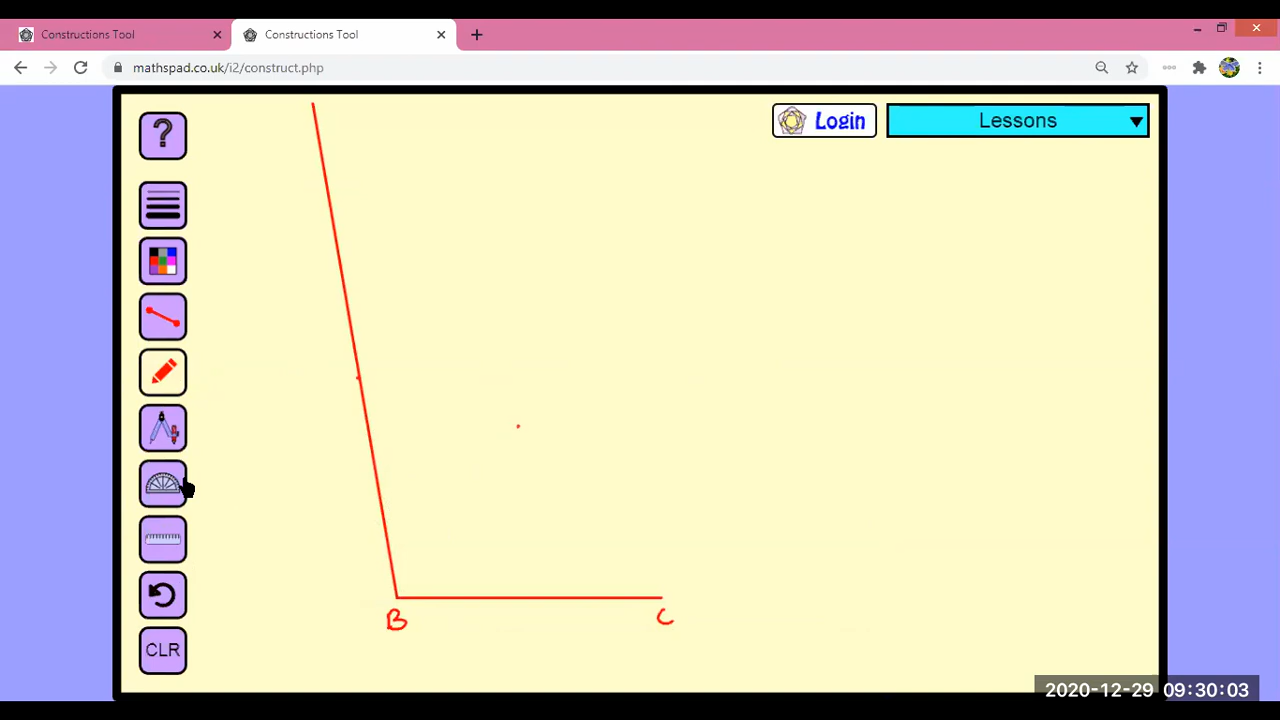 Constructions Tool
Constructions Tool
mathspad.co.uk/i2/construct.php
?
Login
Lessons
CLR
B
C
2020-12-29 09:30:03